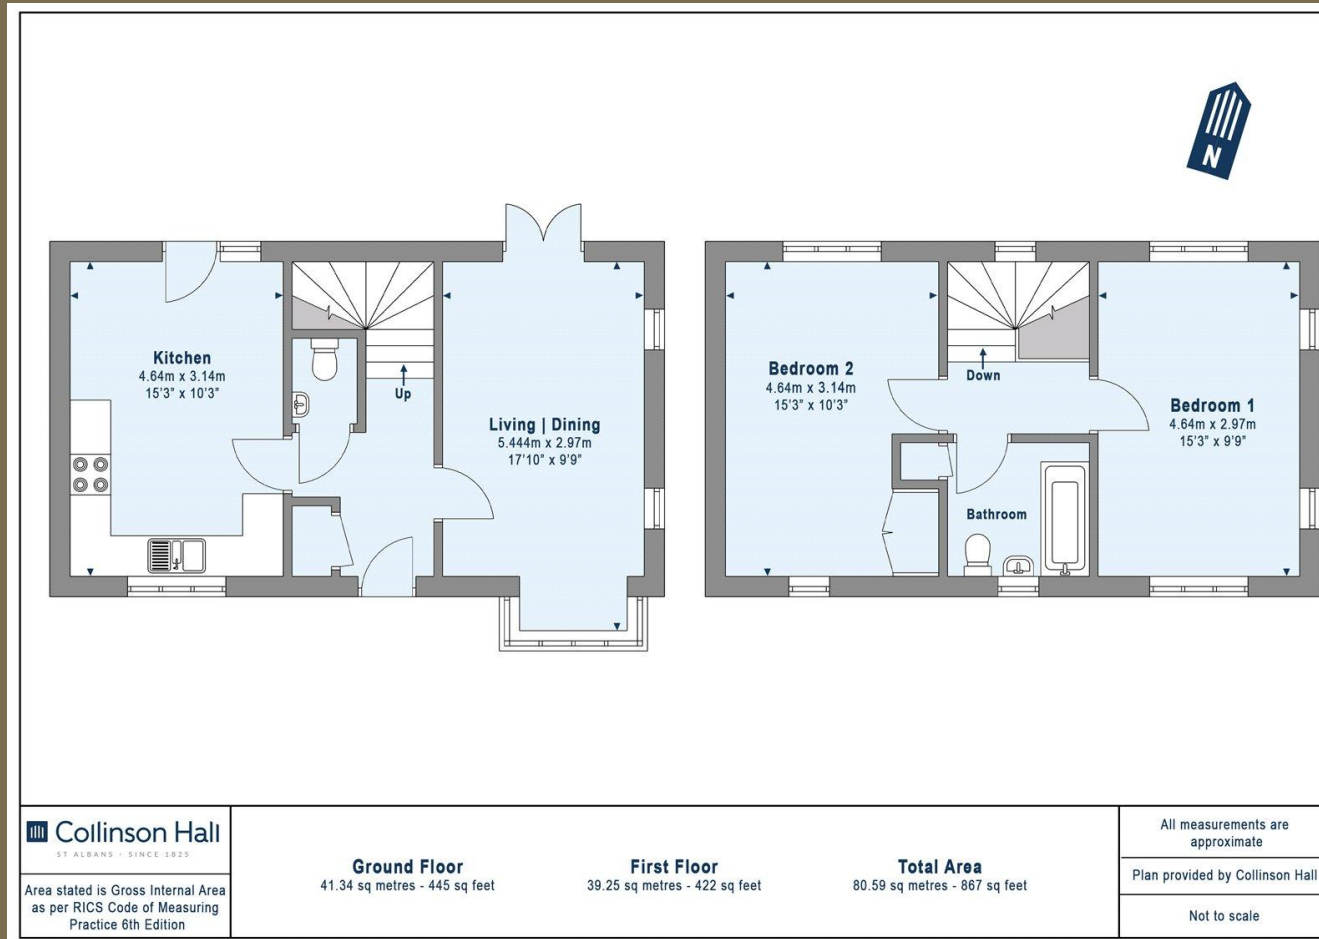 N
Kitchen
4.64m x 3.14m
15'3" x 10'3"
Up
Living | Dining
5.444m x 2.97m
17'10" x 9'9"
Bedroom 2
4.64m x 3.14m
15'3" x 10'3"
Down
Bedroom 1
4.64m x 2.97m
15'3" x 9'9"
Bathroom
Collinson Hall
ST ALBANS - SINCE 1825
Area stated is Gross Internal Area
as per RICS Code of Measuring
Practice 6th Edition
Ground Floor
41.34 sq metres - 445 sq feet
First Floor
39.25 sq metres - 422 sq feet
Total Area
80.59 sq metres - 867 sq feet
All measurements are
approximate
Plan provided by Collinson Hall
Not to scale